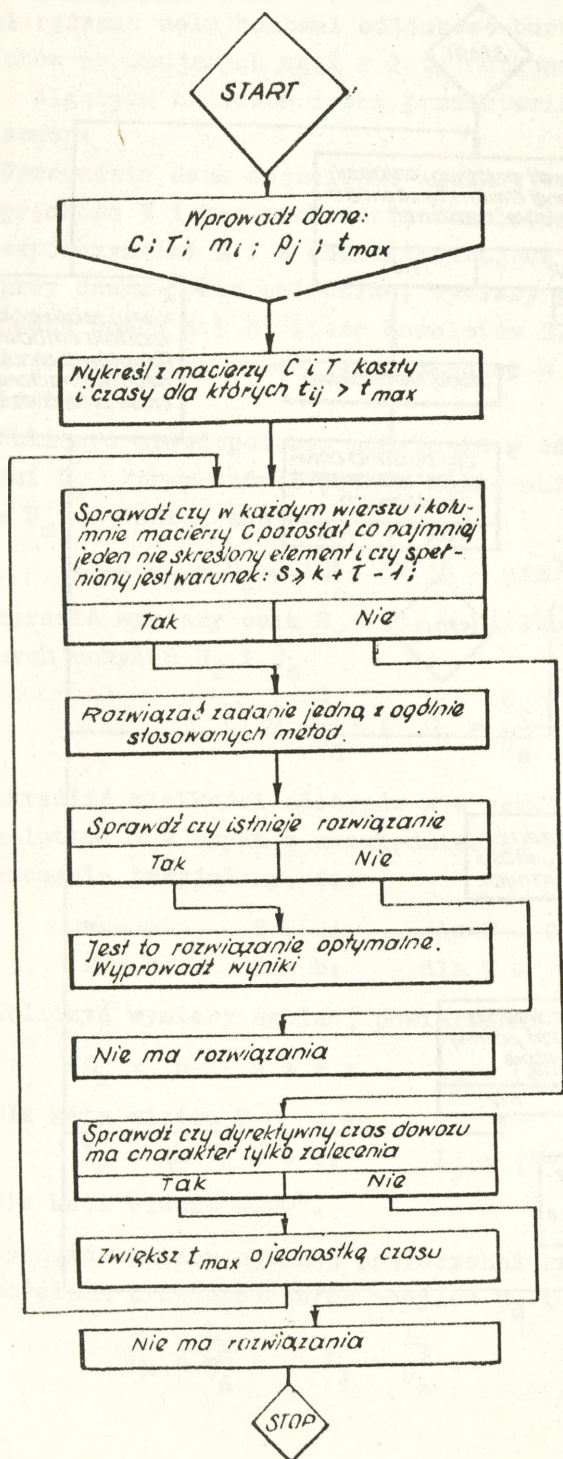 START
Wprowadź dane:
C; T; mi; pj; tmax
Wykreśl z macierzy C i T koszty
i czasy dla których tij > tmax
Sprawdź czy w każdym wierszu i kolu-
mnie macierzy C pozostał co najmniej
jeden nie skreślony element i czy speł-
niony jest warunek: S ≥ k + τ - 1;
Tak Nie
Rozwiązać zadanie jedną z ogólnie
stosowanych metod.
Sprawdź czy istnieje rozwiązanie
Tak Nie
Jest to rozwiązanie optymalne.
Wyprowadź wyniki
Nie ma rozwiązania
Sprawdź czy dyrektywny czas dowozu
ma charakter tylko zalecenia
Tak Nie
Zwiększ tmax o jednostkę czasu
Nie ma rozwiązania
STOP